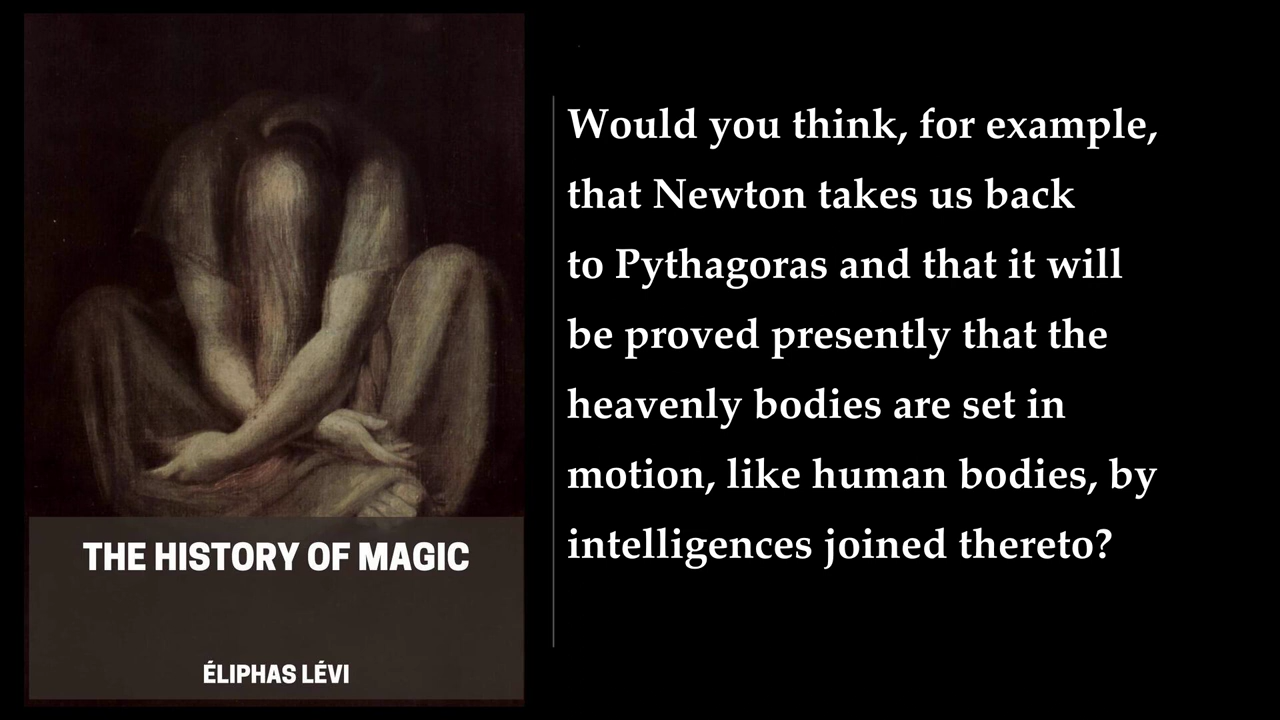 THE HISTORY OF MAGIC
ÉLIPHAS LÉVI
Would you think, for example,
that Newton takes us back
to Pythagoras and that it will
be proved presently that the
heavenly bodies are set in
motion, like human bodies, by
intelligences joined thereto?